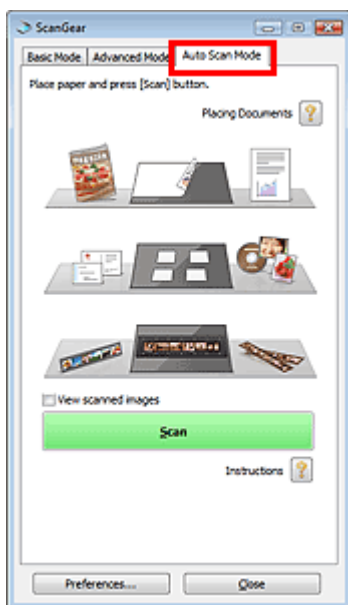 ScanGear
Basic Mode Advanced Mode Auto Scan Mode
Place paper and press [Scan] button.
Placing Documents
View scanned images
Scan
Instructions
Preferences.... Close